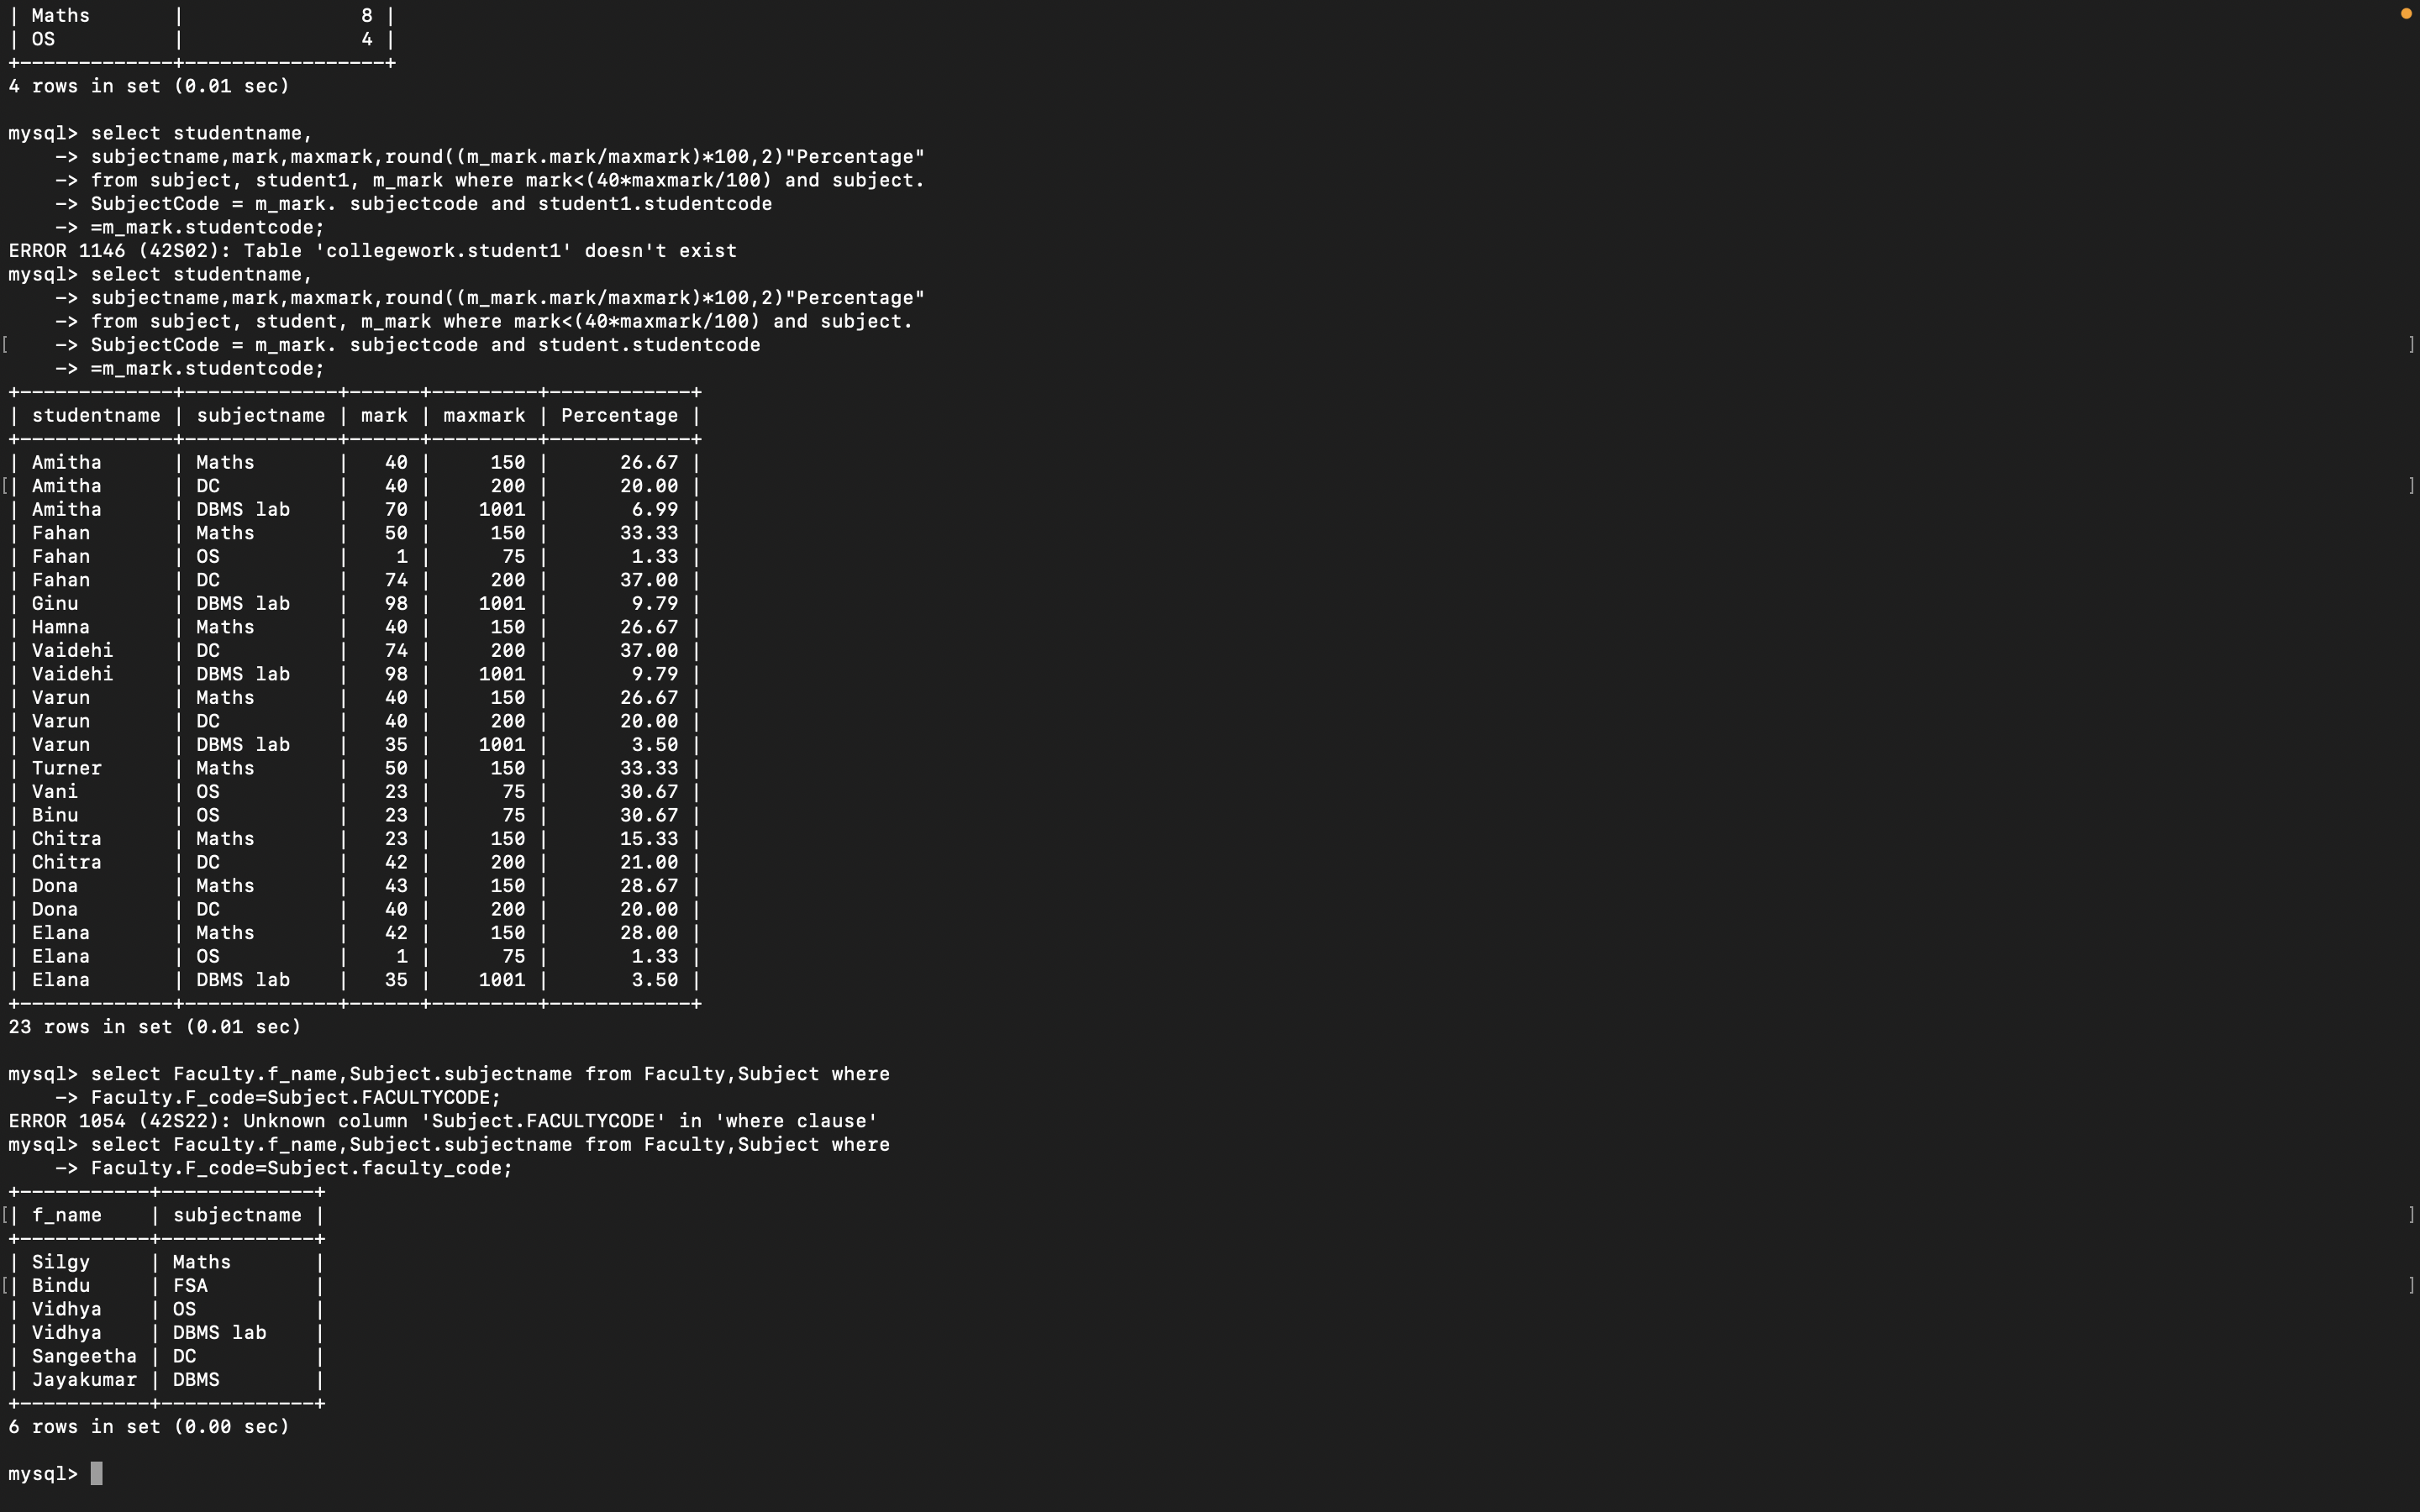 | Maths       |               8 |
| OS          |               4 |
+-------------+-----------------+
4 rows in set (0.01 sec)

mysql> select studentname,
    -> subjectname,mark,maxmark,round((m_mark.mark/maxmark)*100,2)"Percentage"
    -> from subject, student1, m_mark where mark<(40*maxmark/100) and subject.
    -> SubjectCode = m_mark. subjectcode and student1.studentcode
    -> =m_mark.studentcode;
ERROR 1146 (42S02): Table 'collegework.student1' doesn't exist
mysql> select studentname,
    -> subjectname,mark,maxmark,round((m_mark.mark/maxmark)*100,2)"Percentage"
    -> from subject, student, m_mark where mark<(40*maxmark/100) and subject.
[    -> SubjectCode = m_mark. subjectcode and student.studentcode ]
    -> =m_mark.studentcode;
+-------------+-------------+------+---------+------------+
| studentname | subjectname | mark | maxmark | Percentage |
+-------------+-------------+------+---------+------------+
| Amitha      | Maths       |   40 |     150 |      26.67 |
[| Amitha      | DC          |   40 |     200 |      20.00 | ]
| Amitha      | DBMS lab    |   70 |    1001 |       6.99 |
| Fahan       | Maths       |   50 |     150 |      33.33 |
| Fahan       | OS          |    1 |      75 |       1.33 |
| Fahan       | DC          |   74 |     200 |      37.00 |
| Ginu        | DBMS lab    |   98 |    1001 |       9.79 |
| Hamna       | Maths       |   40 |     150 |      26.67 |
| Vaidehi     | DC          |   74 |     200 |      37.00 |
| Vaidehi     | DBMS lab    |   98 |    1001 |       9.79 |
| Varun       | Maths       |   40 |     150 |      26.67 |
| Varun       | DC          |   40 |     200 |      20.00 |
| Varun       | DBMS lab    |   35 |    1001 |       3.50 |
| Turner      | Maths       |   50 |     150 |      33.33 |
| Vani        | OS          |   23 |      75 |      30.67 |
| Binu        | OS          |   23 |      75 |      30.67 |
| Chitra      | Maths       |   23 |     150 |      15.33 |
| Chitra      | DC          |   42 |     200 |      21.00 |
| Dona        | Maths       |   43 |     150 |      28.67 |
| Dona        | DC          |   40 |     200 |      20.00 |
| Elana       | Maths       |   42 |     150 |      28.00 |
| Elana       | OS          |    1 |      75 |       1.33 |
| Elana       | DBMS lab    |   35 |    1001 |       3.50 |
+-------------+-------------+------+---------+------------+
23 rows in set (0.01 sec)

mysql> select Faculty.f_name,Subject.subjectname from Faculty,Subject where
    -> Faculty.F_code=Subject.FACULTYCODE;
ERROR 1054 (42S22): Unknown column 'Subject.FACULTYCODE' in 'where clause'
mysql> select Faculty.f_name,Subject.subjectname from Faculty,Subject where
    -> Faculty.F_code=Subject.faculty_code;
+-----------+-------------+
[| f_name    | subjectname | ]
+-----------+-------------+
| Silgy     | Maths       |
[| Bindu     | FSA         | ]
| Vidhya    | OS          |
| Vidhya    | DBMS lab    |
| Sangeetha | DC          |
| Jayakumar | DBMS        |
+-----------+-------------+
6 rows in set (0.00 sec)

mysql>